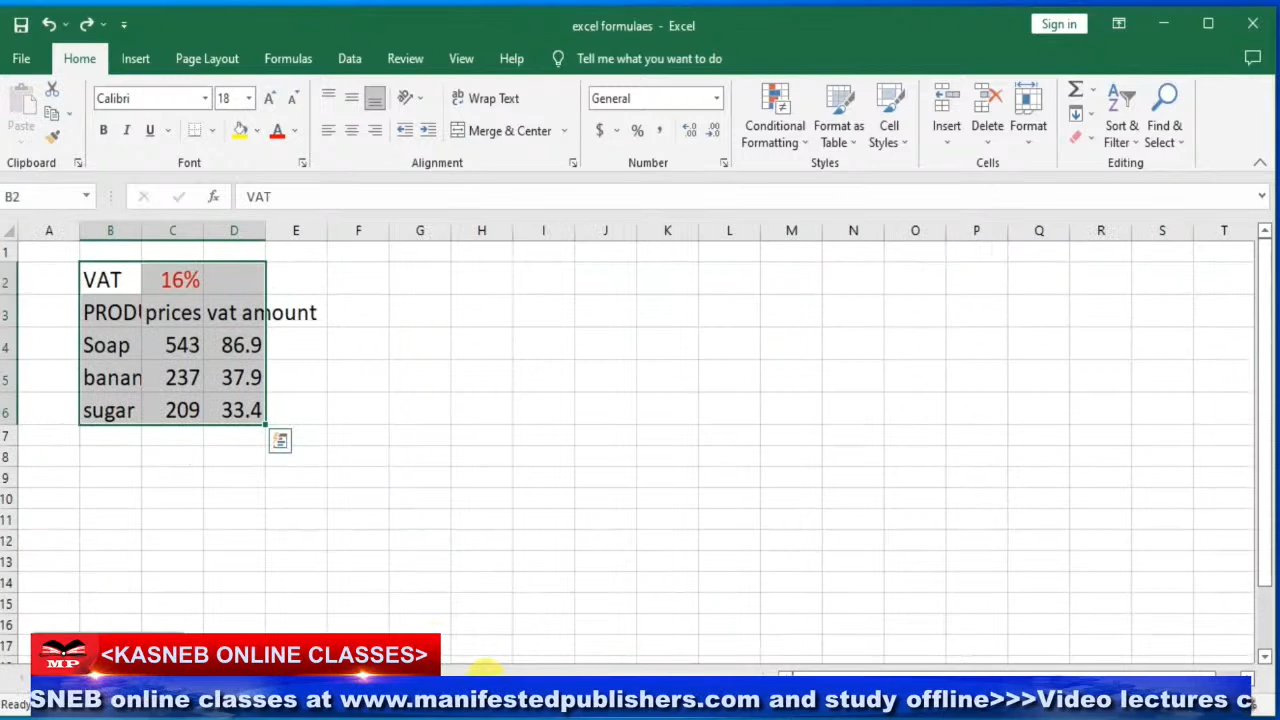 excel formulaes - Excel
Sign in
File Home Insert Page Layout Formulas Data Review View Help Tell me what you want to do
Paste
Calibri 18
B I U A
Wrap Text
Merge & Center
General
$ % ,
Conditional Formatting
Format as Table
Cell Styles
Insert
Delete
Format
Sort & Filter
Find & Select
Clipboard Font Alignment Number Styles Cells Editing
B2 fx VAT
A B C D E F G H I J K L M N O P Q R S T
1
2 VAT 16%
3 PRODU prices vat amount
4 Soap 543 86.9
5 banan 237 37.9
6 sugar 209 33.4
7
8
9
10
11
12
13
14
15
16
17
MP <KASNEB ONLINE CLASSES>
Ready
SNEB online classes at www.manifestedpublishers.com and study offline>>>Video lectures c